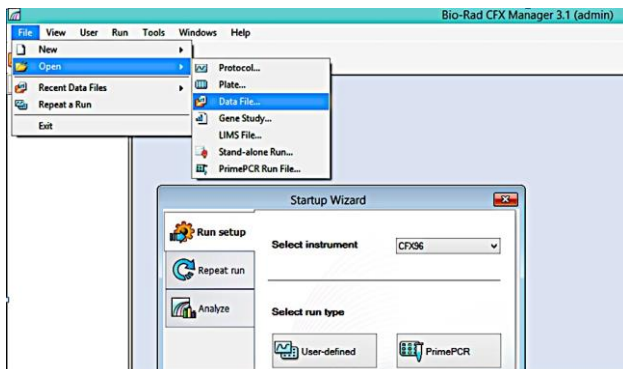 Bio-Rad CFX Manager 3.1 (admin)
File View User Run Tools Windows Help
New
Open
Recent Data Files
Repeat a Run
Exit
Protocol...
Plate...
Data File...
Gene Study...
LIMS File...
Stand-alone Run...
PrimePCR Run File...
Startup Wizard
Run setup
Repeat run
Analyze
Select instrument
CFX96
Select run type
User-defined
PrimePCR